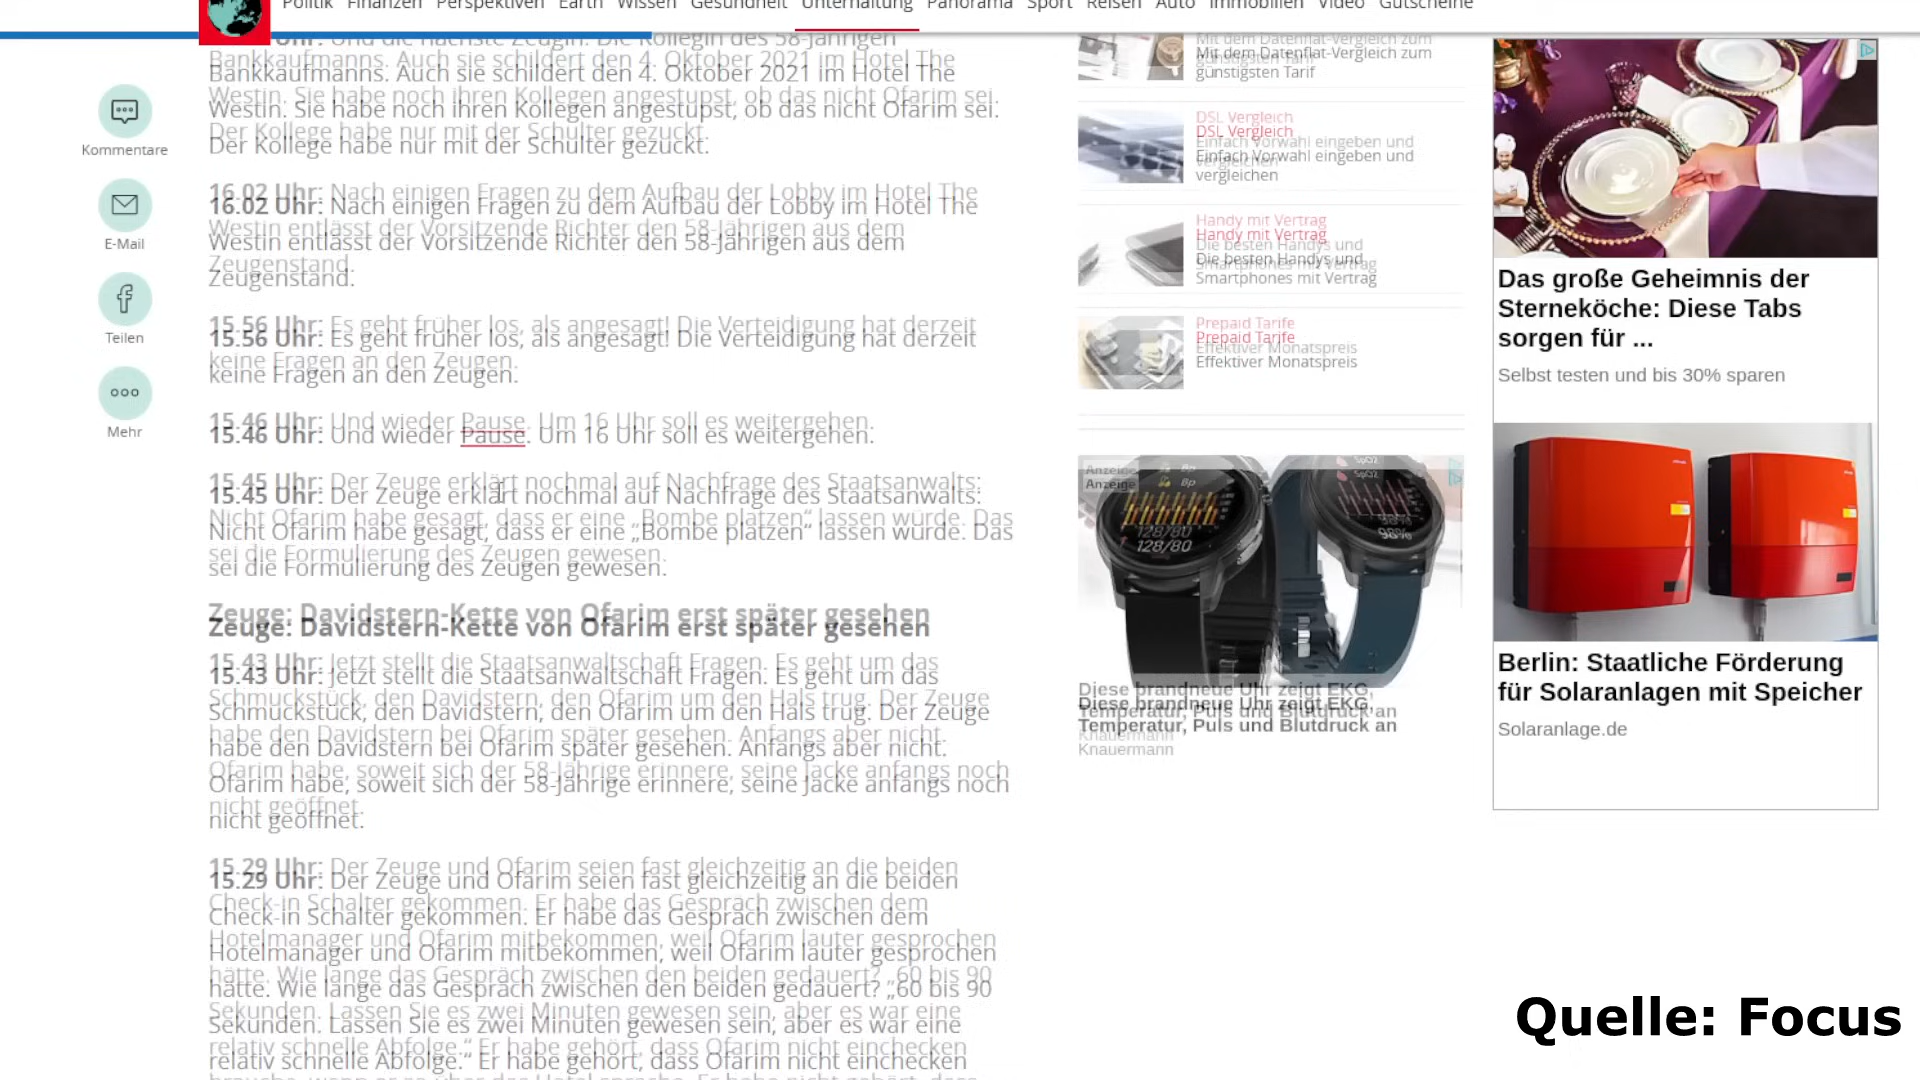 Politik Finanzen Perspektiven Earth Wissen Gesundheit Unterhaltung Panorama Sport Reisen Auto Immobilien Video Gutscheine
Uhr: Und die nächste Zeugin: Die Kollegin des 58-Jährigen
Bankkaufmanns. Auch sie schildert den 4. Oktober 2021 im Hotel The
Westin. Sie habe noch ihren Kollegen angestupst, ob das nicht Ofarim sei.
Der Kollege habe nur mit der Schulter gezuckt.
16.02 Uhr: Nach einigen Fragen zu dem Aufbau der Lobby im Hotel The
Westin entlässt der Vorsitzende Richter den 58-Jährigen aus dem
Zeugenstand.
15.56 Uhr: Es geht früher los, als angesagt! Die Verteidigung hat derzeit
keine Fragen an den Zeugen.
15.46 Uhr: Und wieder Pause. Um 16 Uhr soll es weitergehen.
15.45 Uhr: Der Zeuge erklärt nochmal auf Nachfrage des Staatsanwalts:
Nicht Ofarim habe gesagt, dass er eine „Bombe platzen“ lassen würde. Das
sei die Formulierung des Zeugen gewesen.
Zeuge: Davidstern-Kette von Ofarim erst später gesehen
15.43 Uhr: Jetzt stellt die Staatsanwaltschaft Fragen. Es geht um das
Schmuckstück, den Davidstern, den Ofarim um den Hals trug. Der Zeuge
habe den Davidstern bei Ofarim später gesehen. Anfangs aber nicht.
Ofarim habe, soweit sich der 58-Jährige erinnere, seine Jacke anfangs noch
nicht geöffnet.
15.29 Uhr: Der Zeuge und Ofarim seien fast gleichzeitig an die beiden
Check-in Schalter gekommen. Er habe das Gespräch zwischen dem
Hotelmanager und Ofarim mitbekommen, weil Ofarim lauter gesprochen
hätte. Wie lange das Gespräch zwischen den beiden gedauert? „60 bis 90
Sekunden. Lassen Sie es zwei Minuten gewesen sein, aber es war eine
relativ schnelle Abfolge.“ Er habe gehört, dass Ofarim nicht einchecken
Kommentare
E-Mail
Teilen
Mehr
Mit dem Datenflat-Vergleich zum
günstigsten Tarif
DSL Vergleich
Einfach Vorwahl eingeben und
vergleichen
Handy mit Vertrag
Die besten Handys und
Smartphones mit Vertrag
Prepaid Tarife
Effektiver Monatspreis
Anzeige
Bp
SpO2
128/80
98%
Diese brandneue Uhr zeigt EKG,
Temperatur, Puls und Blutdruck an
Knauermann
Das große Geheimnis der
Sterneköche: Diese Tabs
sorgen für ...
Selbst testen und bis 30% sparen
Berlin: Staatliche Förderung
für Solaranlagen mit Speicher
Solaranlage.de
Quelle: Focus